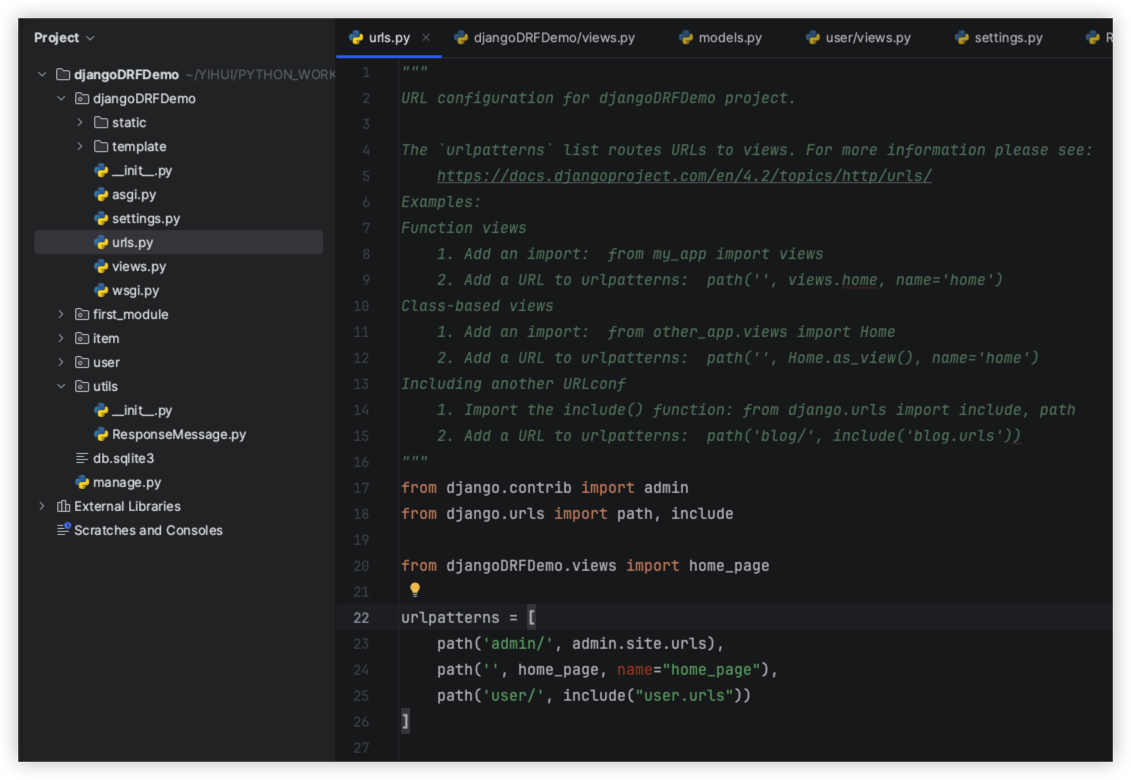 Project
djangoDRFDemo ~/YIHUI/PYTHON_WORK
djangoDRFDemo
static
template
__init__.py
asgi.py
settings.py
urls.py
views.py
wsgi.py
first_module
item
user
utils
__init__.py
ResponseMessage.py
db.sqlite3
manage.py
External Libraries
Scratches and Consoles
urls.py djangoDRFDemo/views.py models.py user/views.py settings.py R
1 """
2 URL configuration for djangoDRFDemo project.
3
4 The `urlpatterns` list routes URLs to views. For more information please see:
5     https://docs.djangoproject.com/en/4.2/topics/http/urls/
6 Examples:
7 Function views
8     1. Add an import:  from my_app import views
9     2. Add a URL to urlpatterns:  path('', views.home, name='home')
10 Class-based views
11     1. Add an import:  from other_app.views import Home
12     2. Add a URL to urlpatterns:  path('', Home.as_view(), name='home')
13 Including another URLconf
14     1. Import the include() function: from django.urls import include, path
15     2. Add a URL to urlpatterns:  path('blog/', include('blog.urls'))
16 """
17 from django.contrib import admin
18 from django.urls import path, include
19
20 from djangoDRFDemo.views import home_page
21
22 urlpatterns = [
23     path('admin/', admin.site.urls),
24     path('', home_page, name="home_page"),
25     path('user/', include("user.urls"))
26 ]
27